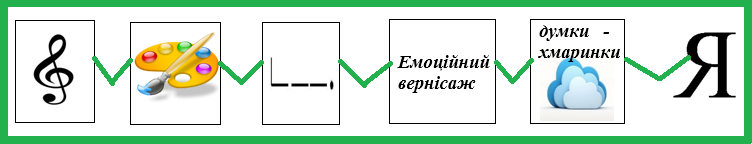 Емоційний
вернісаж
думки -
хмаринки
Я